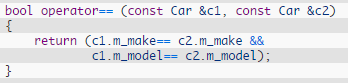 bool operator== (const Car &c1, const Car &c2)
{
    return (c1.m_make== c2.m_make &&
            c1.m_model== c2.m_model);
}